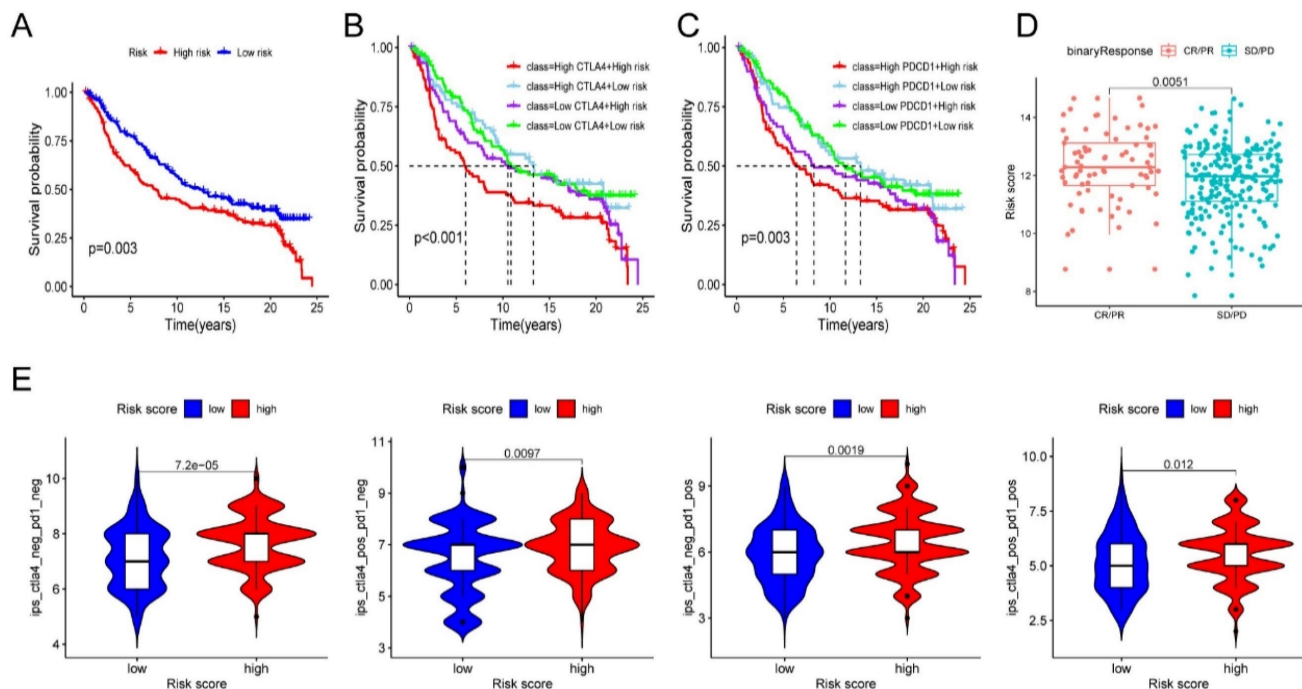 A
Risk High risk Low risk
Survival probability
1.00
0.75
0.50
0.25
0.00
p=0.003
0 5 10 15 20 25
Time(years)
B
Survival probability
1.00
0.75
0.50
0.25
0.00
class=High CTLA4+High risk
class=High CTLA4+Low risk
class=Low CTLA4+High risk
class=Low CTLA4+Low risk
p<0.001
0 5 10 15 20 25
Time(years)
C
Survival probability
1.00
0.75
0.50
0.25
0.00
class=High PDCD1+High risk
class=High PDCD1+Low risk
class=Low PDCD1+High risk
class=Low PDCD1+Low risk
p=0.003
0 5 10 15 20 25
Time(years)
D
binaryResponse CR/PR SD/PD
0.0051
Risk score
14
12
10
8
CR/PR SD/PD
E
Risk score low high
7.2e-05
ips_ctla4_neg_pd1_neg
10
8
6
4
low high
Risk score
Risk score low high
0.0097
ips_ctla4_pos_pd1_neg
11
9
7
5
3
low high
Risk score
Risk score low high
0.0019
ips_ctla4_neg_pd1_pos
9
6
3
low high
Risk score
Risk score low high
0.012
ips_ctla4_pos_pd1_pos
10.0
7.5
5.0
2.5
low high
Risk score